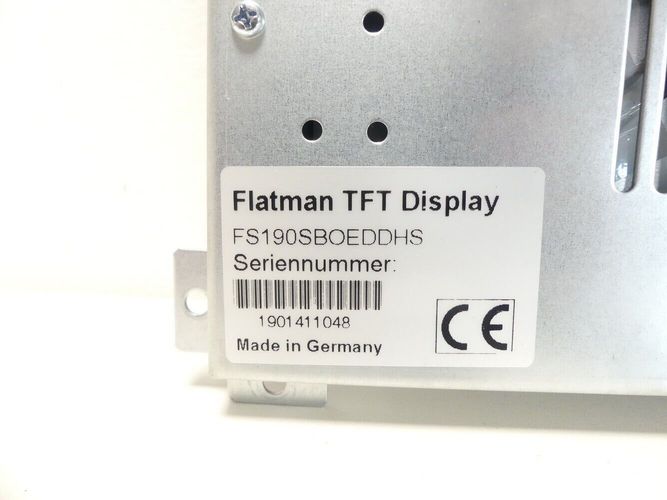 Flatman TFT Display
FS190SBOEDDHS
Seriennummer:
1901411048
Made in Germany
CE